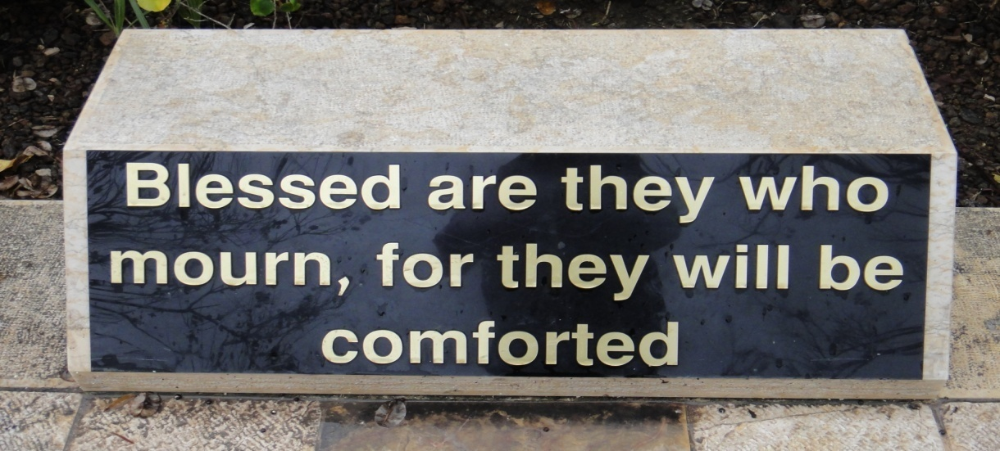 Blessed are they who
mourn, for they will be
comforted